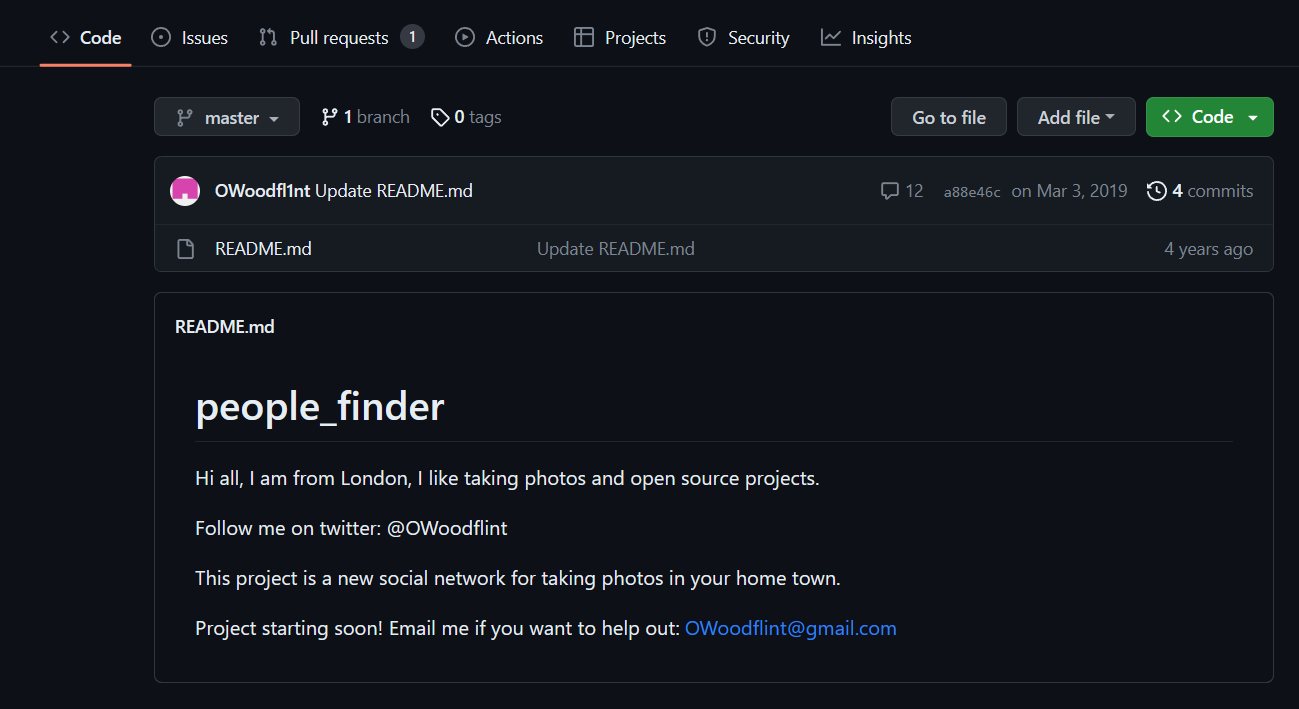 Code Issues Pull requests 1 Actions Projects Security Insights
master 1 branch 0 tags Go to file Add file Code
OWoodfl1nt Update README.md 12 a88e46c on Mar 3, 2019 4 commits
README.md Update README.md 4 years ago
README.md
people_finder
Hi all, I am from London, I like taking photos and open source projects.
Follow me on twitter: @OWoodflint
This project is a new social network for taking photos in your home town.
Project starting soon! Email me if you want to help out: OWoodflint@gmail.com